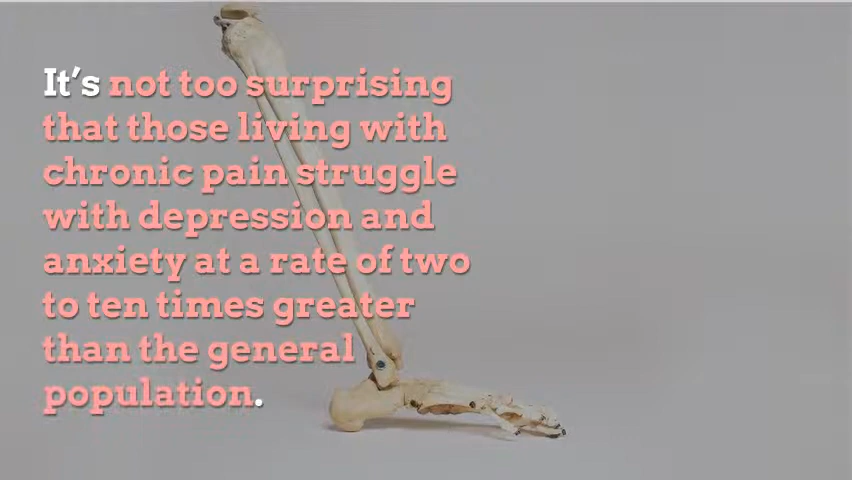 It’s not too surprising
that those living with
chronic pain struggle
with depression and
anxiety at a rate of two
to ten times greater
than the general
population.